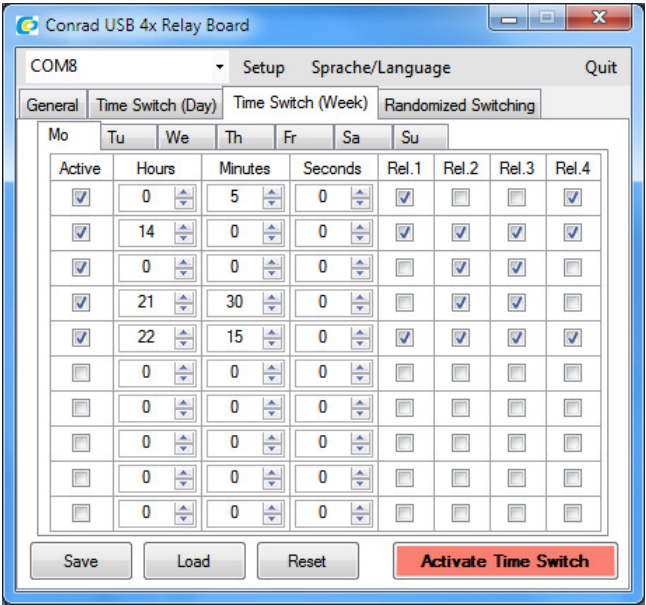 Conrad USB 4x Relay Board
COM8 Setup Sprache/Language Quit
General Time Switch (Day) Time Switch (Week) Randomized Switching
Mo Tu We Th Fr Sa Su
Active Hours Minutes Seconds Rel.1 Rel.2 Rel.3 Rel.4
0 5 0
14 0 0
0 0 0
21 30 0
22 15 0
0 0 0
0 0 0
0 0 0
0 0 0
0 0 0
Save Load Reset Activate Time Switch